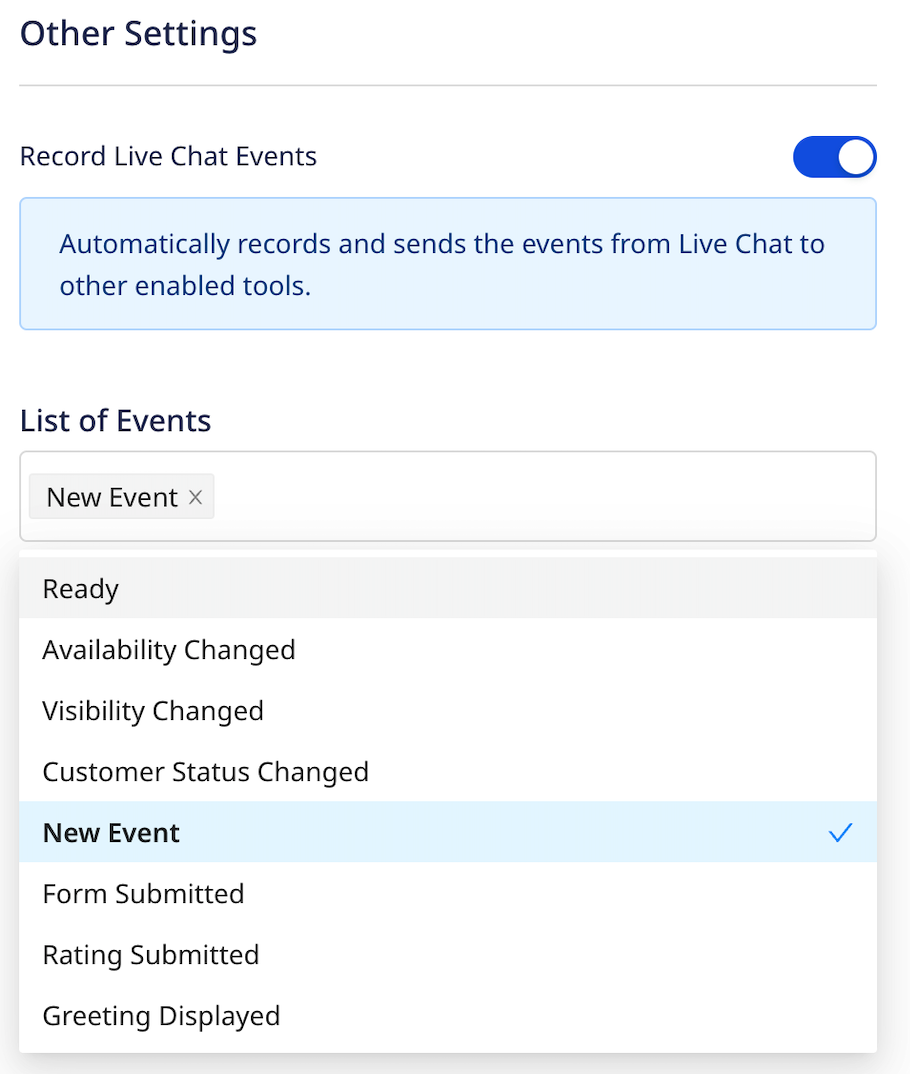 Other Settings
Record Live Chat Events
Automatically records and sends the events from Live Chat to
other enabled tools.
List of Events
New Event
Ready
Availability Changed
Visibility Changed
Customer Status Changed
New Event
Form Submitted
Rating Submitted
Greeting Displayed